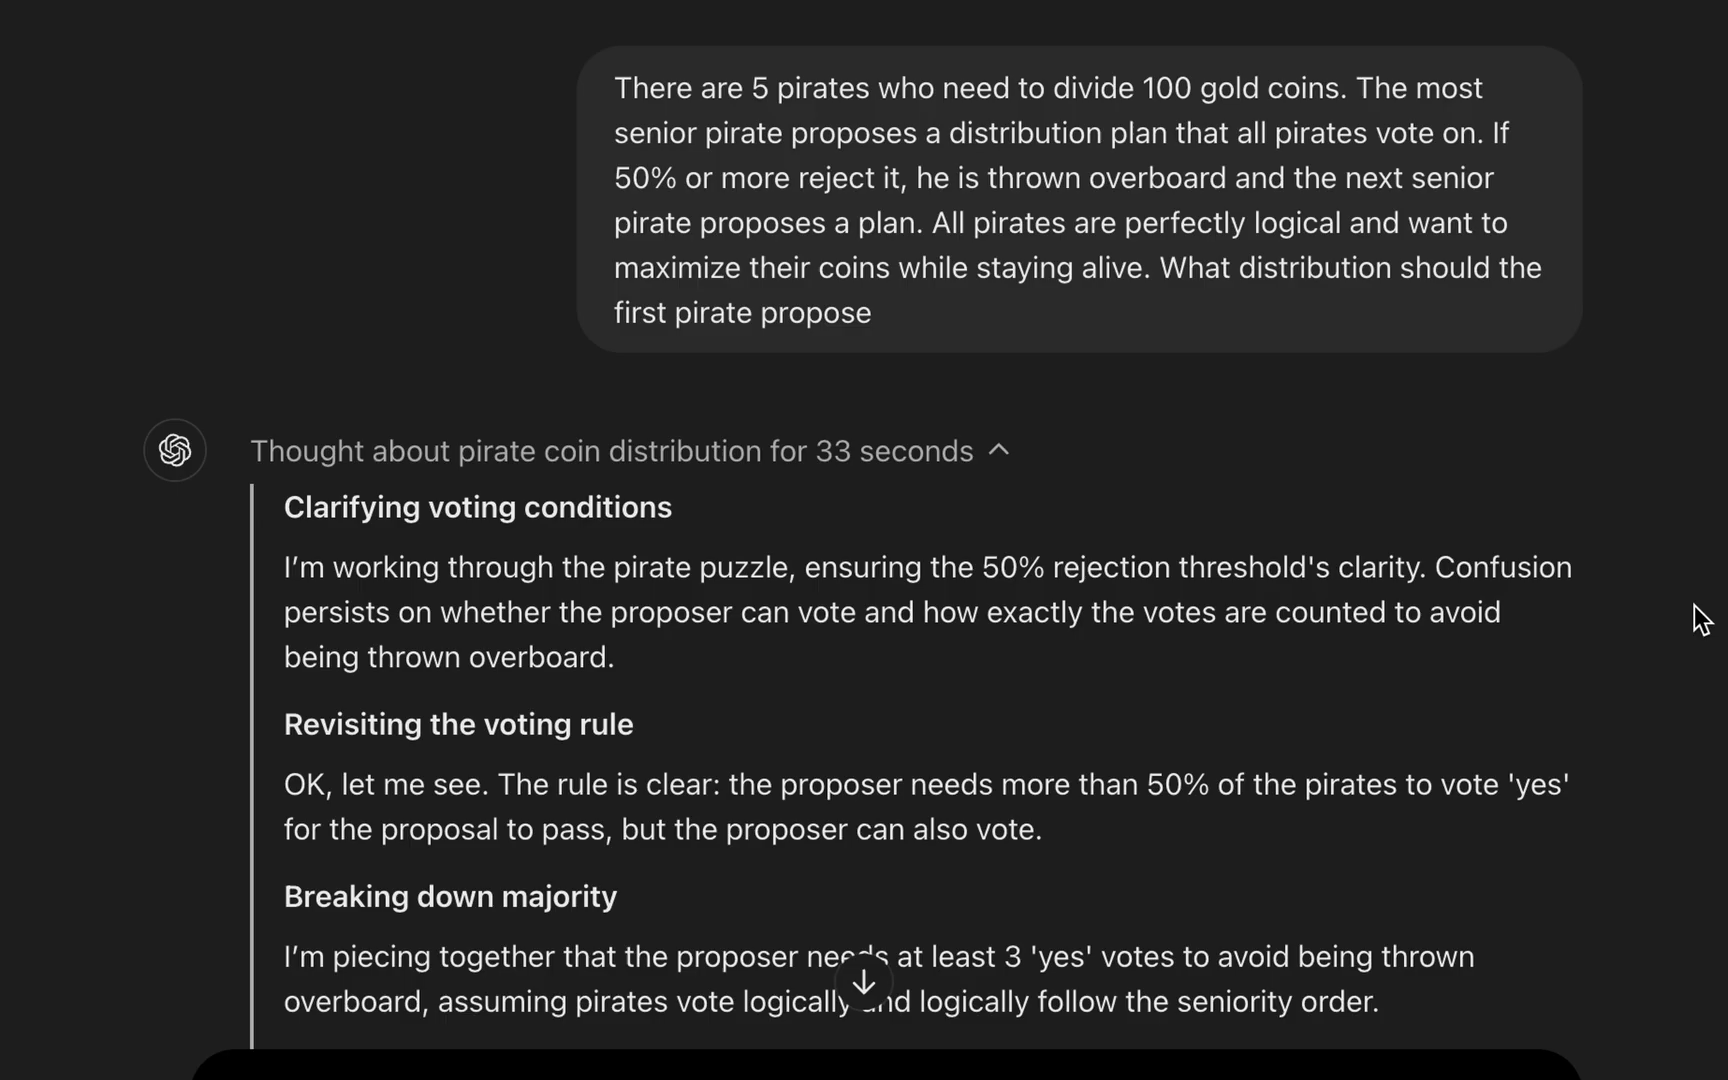 There are 5 pirates who need to divide 100 gold coins. The most
senior pirate proposes a distribution plan that all pirates vote on. If
50% or more reject it, he is thrown overboard and the next senior
pirate proposes a plan. All pirates are perfectly logical and want to
maximize their coins while staying alive. What distribution should the
first pirate propose
Thought about pirate coin distribution for 33 seconds
Clarifying voting conditions
I’m working through the pirate puzzle, ensuring the 50% rejection threshold's clarity. Confusion
persists on whether the proposer can vote and how exactly the votes are counted to avoid
being thrown overboard.
Revisiting the voting rule
OK, let me see. The rule is clear: the proposer needs more than 50% of the pirates to vote 'yes'
for the proposal to pass, but the proposer can also vote.
Breaking down majority
I’m piecing together that the proposer needs at least 3 'yes' votes to avoid being thrown
overboard, assuming pirates vote logically and logically follow the seniority order.